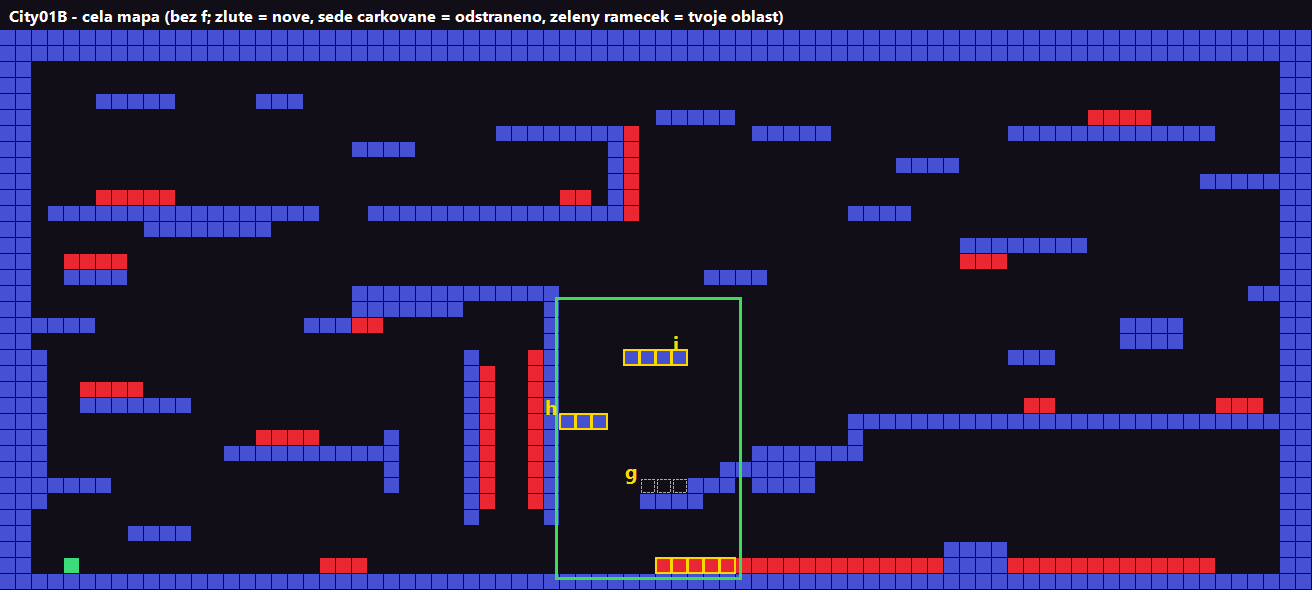 City01B - cela mapa (bez f; zlute = nove, sede carkovane = odstraneno, zeleny ramecek = tvoje oblast)
i
h
g